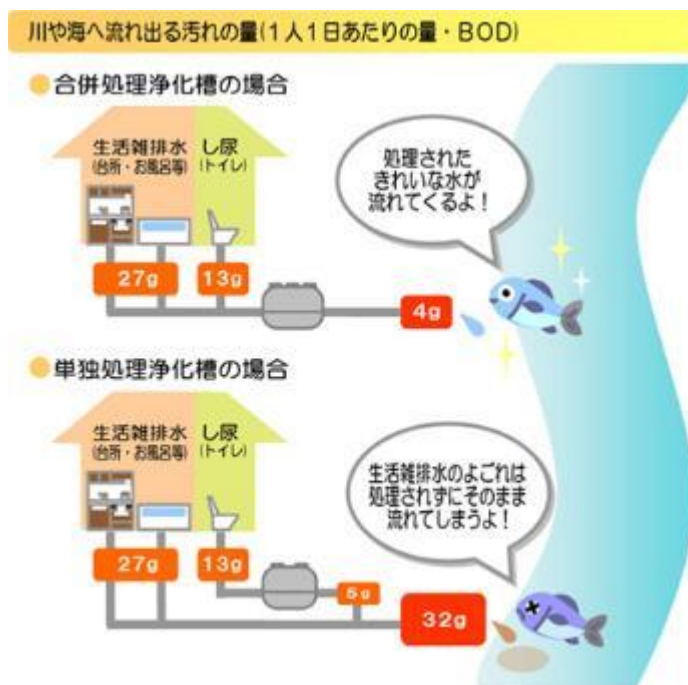 川や海へ流れ出る汚れの量(1人1日あたりの量・BOD)
合併処理浄化槽の場合
生活雑排水 し尿
(台所・お風呂等) (トイレ)
処理された
きれいな水が
流れてくるよ!
27g 13g
4g
単独処理浄化槽の場合
生活雑排水 し尿
(台所・お風呂等) (トイレ)
生活雑排水のよごれは
処理されずにそのまま
流れてしまうよ!
27g 13g
5g
32g